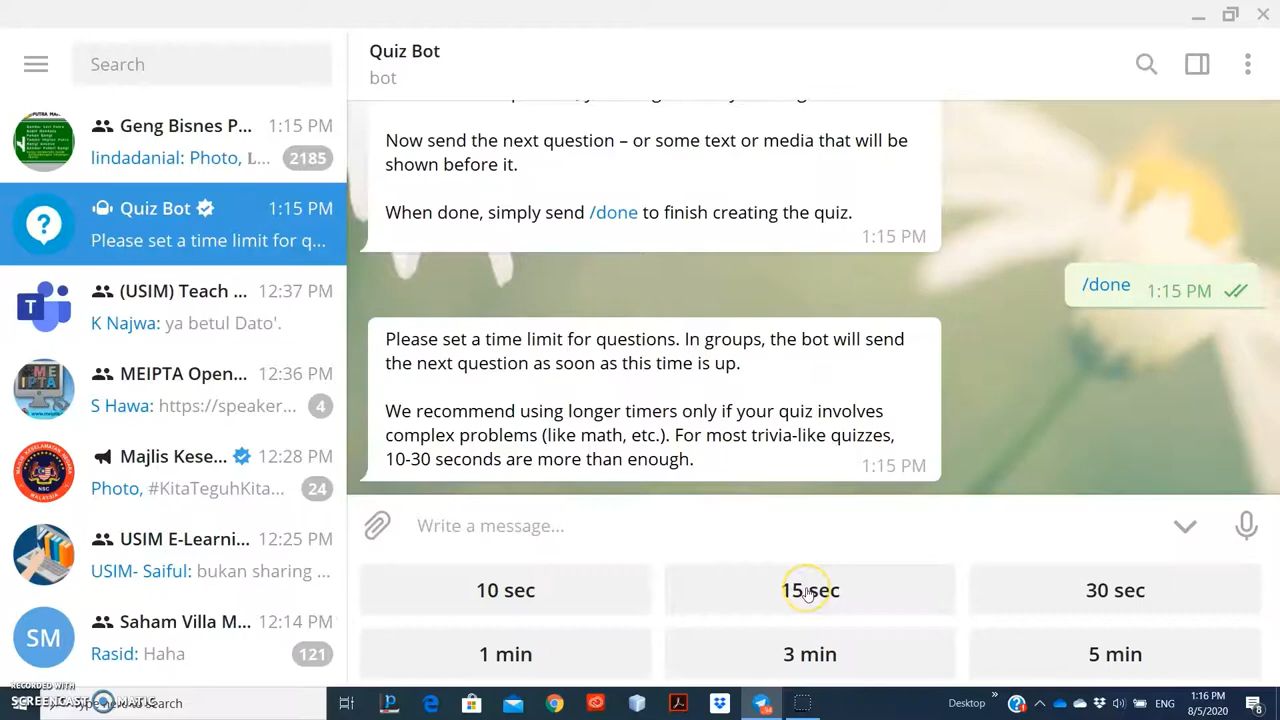 Search
Geng Bisnes P... 1:15 PM
lindadanial: Photo, L... 2185
Quiz Bot 1:15 PM
Please set a time limit for q...
(USIM) Teach ... 12:37 PM
K Najwa: ya betul Dato'.
MEIPTA Open... 12:36 PM
S Hawa: https://speaker... 4
Majlis Kese... 12:28 PM
Photo, #KitaTeguhKita... 24
USIM E-Learni... 12:25 PM
USIM- Saiful: bukan sharing ...
SM Saham Villa M... 12:14 PM
Rasid: Haha 121
Quiz Bot
bot
Now send the next question – or some text or media that will be
shown before it.
When done, simply send /done to finish creating the quiz.
1:15 PM
/done 1:15 PM
Please set a time limit for questions. In groups, the bot will send
the next question as soon as this time is up.
We recommend using longer timers only if your quiz involves
complex problems (like math, etc.). For most trivia-like quizzes,
10-30 seconds are more than enough.
1:15 PM
Write a message...
10 sec 15 sec 30 sec
1 min 3 min 5 min
RECORDED WITH
SCREENCAST MATIC
here to search
Desktop ENG 1:16 PM
8/5/2020 8